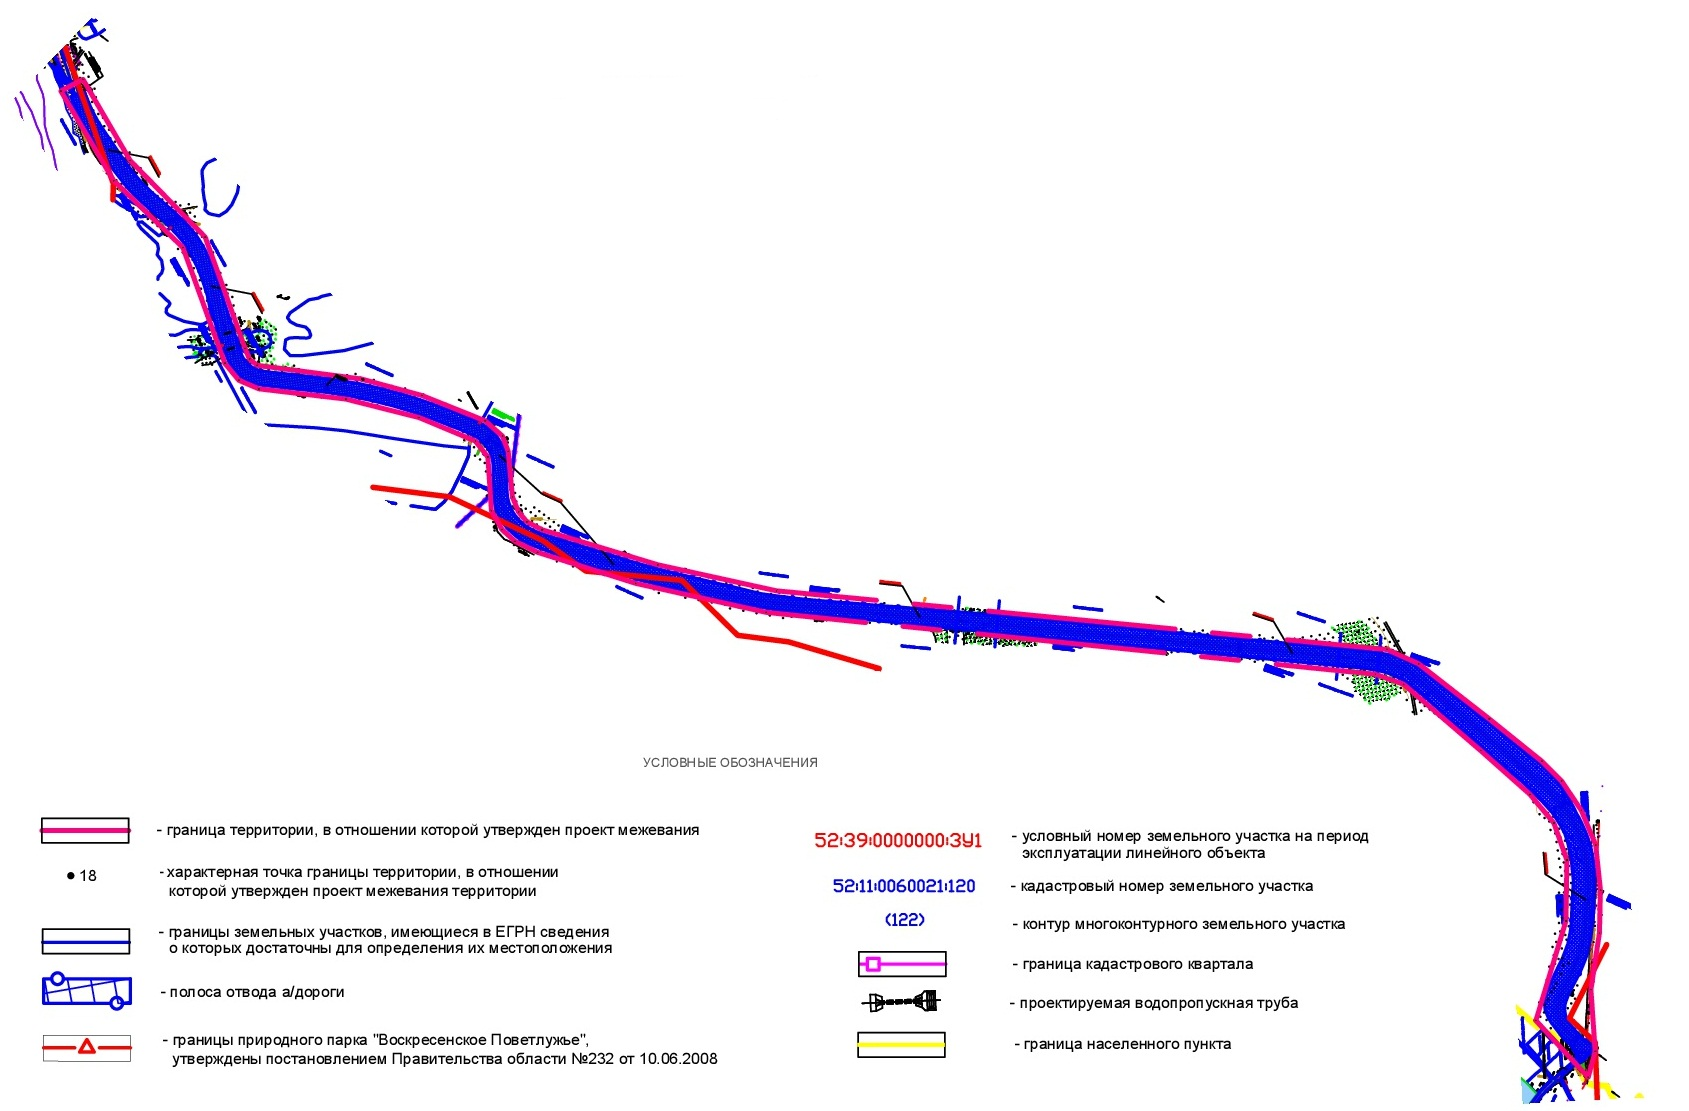 УСЛОВНЫЕ ОБОЗНАЧЕНИЯ
- граница территории, в отношении которой утвержден проект межевания
18
- характерная точка границы территории, в отношении
которой утвержден проект межевания территории
- границы земельных участков, имеющиеся в ЕГРН сведения
о которых достаточны для определения их местоположения
- полоса отвода а/дороги
- границы природного парка "Воскресенское Поветлужье",
утверждены постановлением Правительства области №232 от 10.06.2008
52:39:0000000:ЗУ1
- условный номер земельного участка на период
эксплуатации линейного объекта
52:11:0060021:120
- кадастровый номер земельного участка
(122)
- контур многоконтурного земельного участка
- граница кадастрового квартала
- проектируемая водопропускная труба
- граница населенного пункта